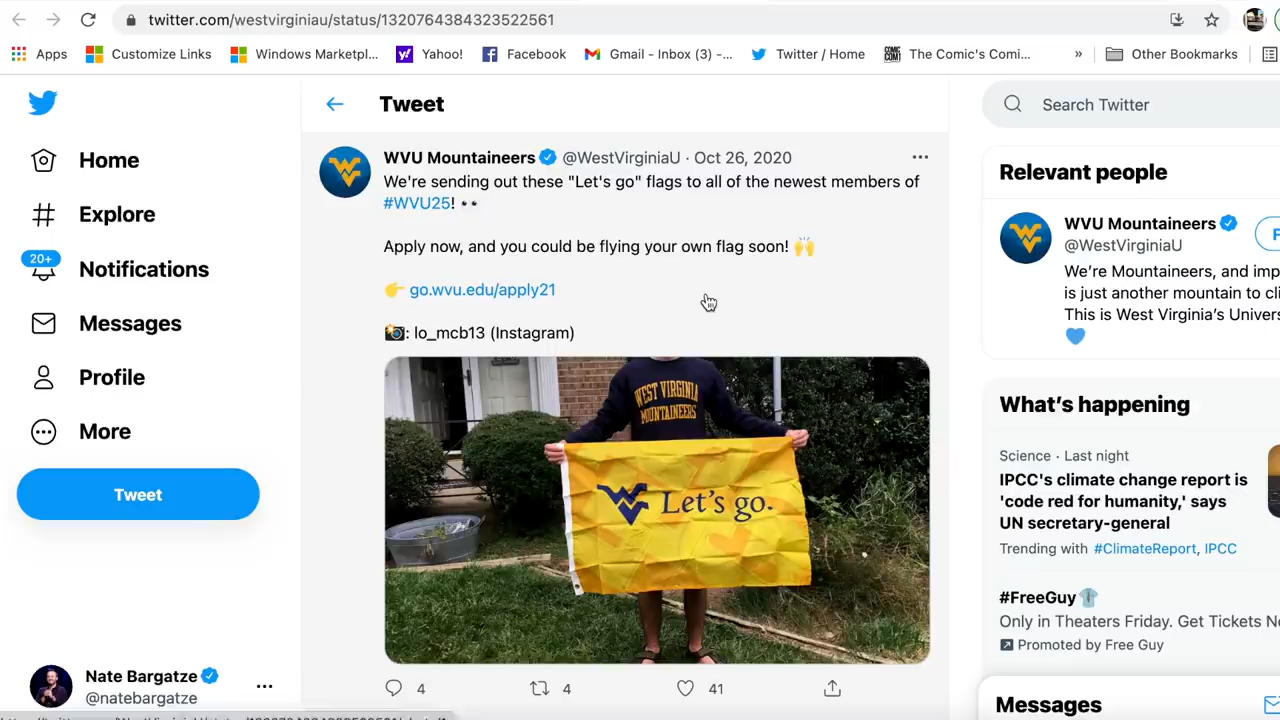 twitter.com/westvirginiau/status/1320764384323522561
Apps
Customize Links
Windows Marketpl...
Yahoo!
Facebook
Gmail - Inbox (3) -...
Twitter / Home
The Comic's Comi...
»
Other Bookmarks
Tweet
Search Twitter
Home
Explore
20+
Notifications
Messages
Profile
More
Tweet
Nate Bargatze
@natebargatze
...
WVU Mountaineers @WestVirginiaU · Oct 26, 2020
We're sending out these "Let's go" flags to all of the newest members of
#WVU25! 👀
Apply now, and you could be flying your own flag soon! 🙌
👉 go.wvu.edu/apply21
📸: lo_mcb13 (Instagram)
WEST VIRGINIA
MOUNTAINEERS
WV Let's go.
4
4
41
Relevant people
WVU Mountaineers
@WestVirginiaU
We're Mountaineers, and imp
is just another mountain to cli
This is West Virginia's Univers
💙
What's happening
Science · Last night
IPCC's climate change report is
'code red for humanity,' says
UN secretary-general
Trending with #ClimateReport, IPCC
#FreeGuy
Only in Theaters Friday. Get Tickets N
Promoted by Free Guy
Messages